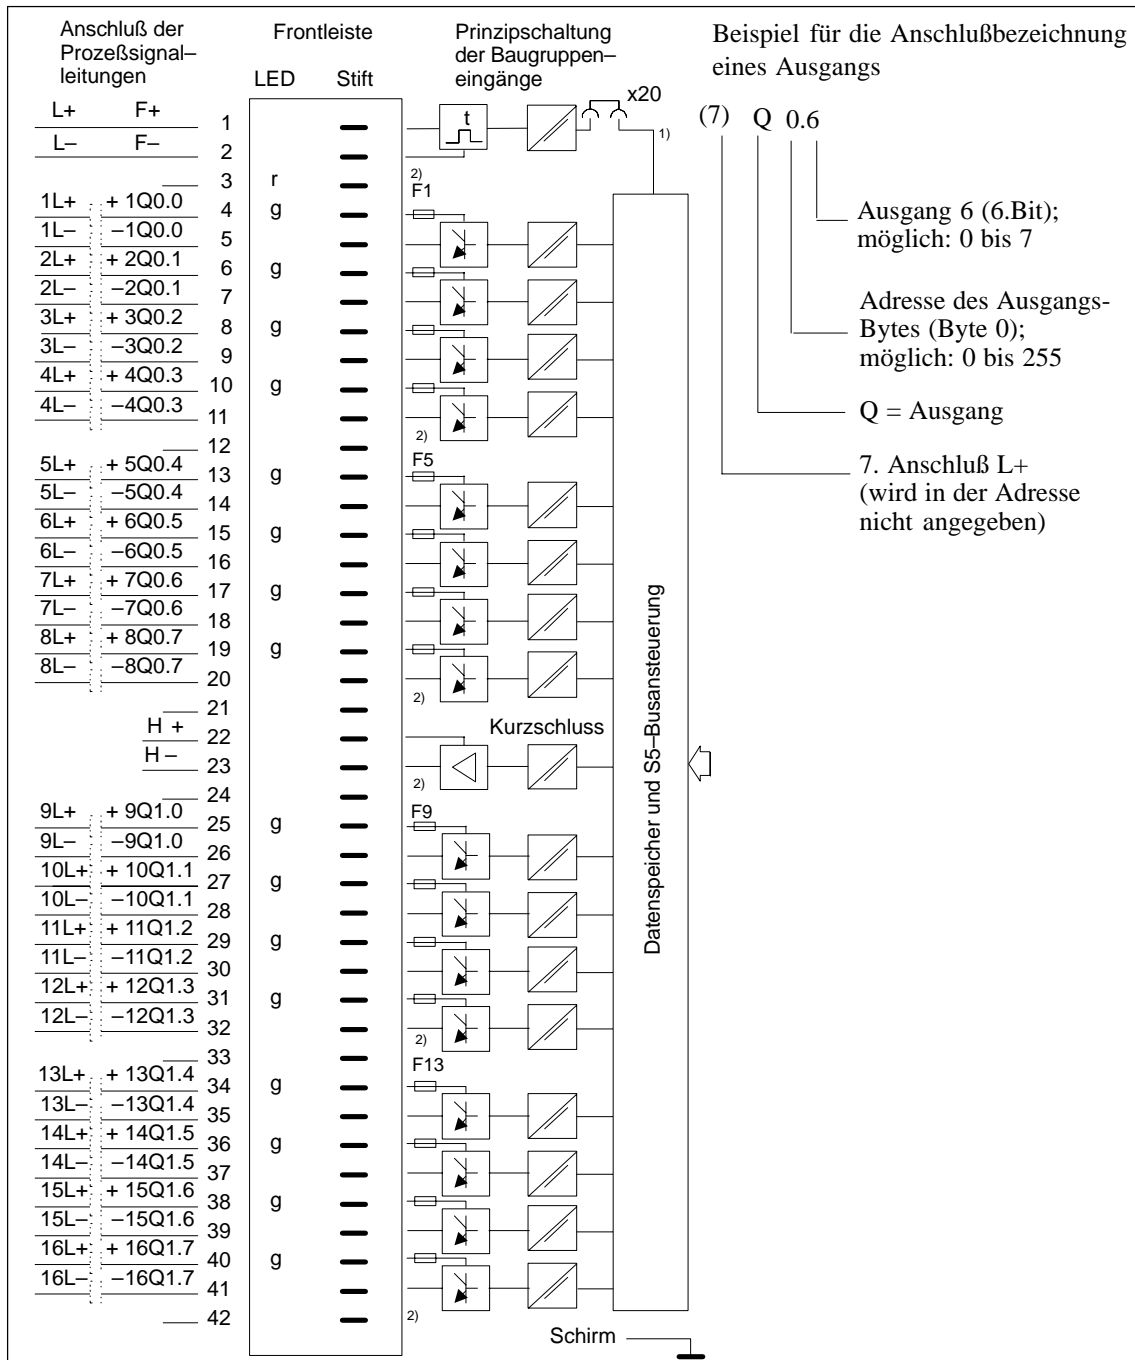 Anschluß der
Prozeßsignal–
leitungen
Frontleiste
LED Stift
Prinzipschaltung
der Baugruppen–
eingänge
Beispiel für die Anschlußbezeichnung
eines Ausgangs
(7) Q 0.6
Ausgang 6 (6.Bit);
möglich: 0 bis 7
Adresse des Ausgangs-
Bytes (Byte 0);
möglich: 0 bis 255
Q = Ausgang
7. Anschluß L+
(wird in der Adresse
nicht angegeben)
x20
L+ F+ 1 t 1)
L– F– 2
3 r 2)
F1
1L+ + 1Q0.0 4 g
1L– –1Q0.0 5
2L+ + 2Q0.1 6 g
2L– –2Q0.1 7
3L+ + 3Q0.2 8 g
3L– –3Q0.2 9
4L+ + 4Q0.3 10 g
4L– –4Q0.3 11
2)
12
F5
5L+ + 5Q0.4 13 g
5L– –5Q0.4 14
6L+ + 6Q0.5 15 g
6L– –6Q0.5 16
7L+ + 7Q0.6 17 g
7L– –7Q0.6 18
8L+ + 8Q0.7 19 g
8L– –8Q0.7 20
2)
21
H + 22 Kurzschluss
H – 23
2)
24
F9
9L+ + 9Q1.0 25 g
9L– –9Q1.0 26
10L+ + 10Q1.1 27 g
10L– –10Q1.1 28
11L+ + 11Q1.2 29 g
11L– –11Q1.2 30
12L+ + 12Q1.3 31 g
12L– –12Q1.3 32
2)
33
F13
13L+ + 13Q1.4 34 g
13L– –13Q1.4 35
14L+ + 14Q1.5 36 g
14L– –14Q1.5 37
15L+ + 15Q1.6 38 g
15L– –15Q1.6 39
16L+ + 16Q1.7 40 g
16L– –16Q1.7 41
42 2)
Datenspeicher und S5–Busansteuerung
Schirm